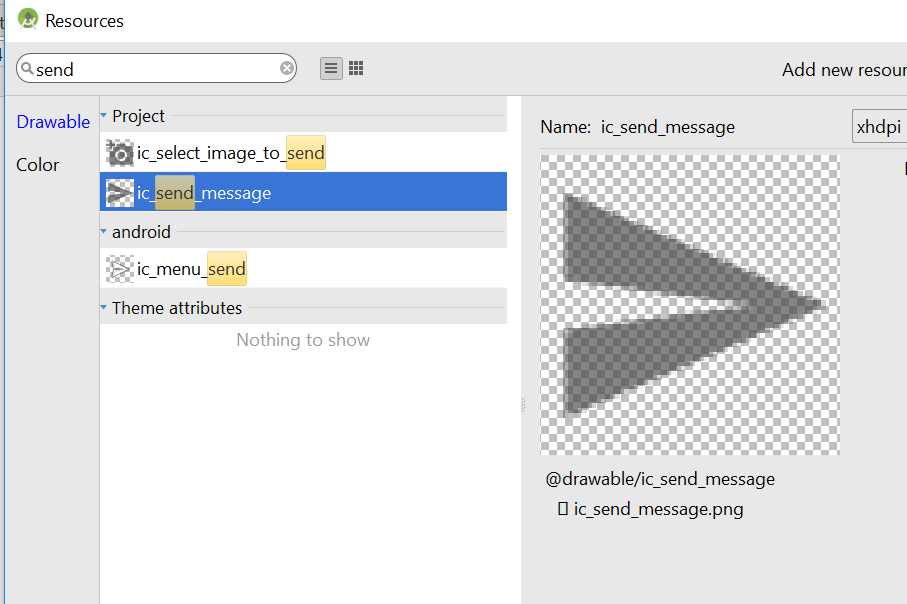 Resources
send
Add new resour
Drawable
Color
Project
ic_select_image_to_send
ic_send_message
android
ic_menu_send
Theme attributes
Nothing to show
Name: ic_send_message
xhdpi
@drawable/ic_send_message
ic_send_message.png